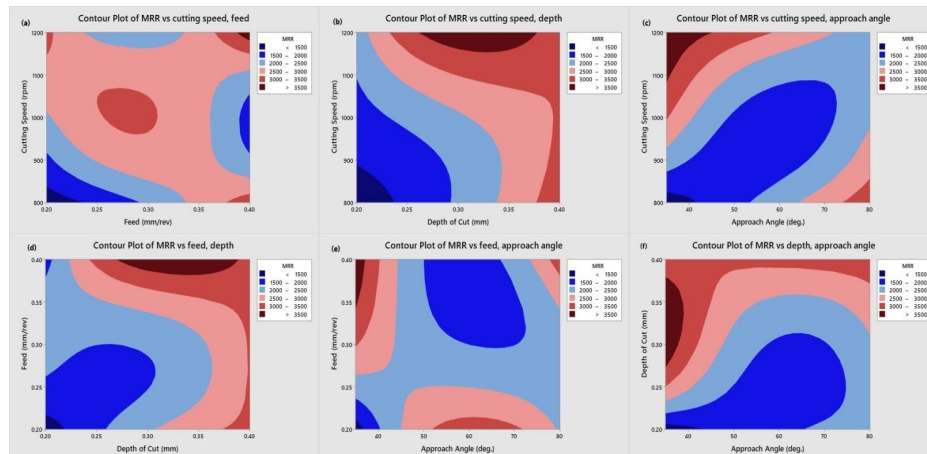 (a) Contour Plot of MRR vs cutting speed, feed
Cutting Speed (rpm)
1200
1100
1000
900
800
0.20 0.25 0.30 0.35 0.40
Feed (mm/rev)
MRR
< 1500
1500 – 2000
2000 – 2500
2500 – 3000
3000 – 3500
> 3500
(b) Contour Plot of MRR vs cutting speed, depth
Cutting Speed (rpm)
1200
1100
1000
900
800
0.20 0.25 0.30 0.35 0.40
Depth of Cut (mm)
MRR
< 1500
1500 – 2000
2000 – 2500
2500 – 3000
3000 – 3500
> 3500
(c) Contour Plot of MRR vs cutting speed, approach angle
Cutting Speed (rpm)
1200
1100
1000
900
800
40 50 60 70 80
Approach Angle (deg.)
MRR
< 1500
1500 – 2000
2000 – 2500
2500 – 3000
3000 – 3500
> 3500
(d) Contour Plot of MRR vs feed, depth
Feed (mm/rev)
0.40
0.35
0.30
0.25
0.20
0.20 0.25 0.30 0.35 0.40
Depth of Cut (mm)
MRR
< 1500
1500 – 2000
2000 – 2500
2500 – 3000
3000 – 3500
> 3500
(e) Contour Plot of MRR vs feed, approach angle
Feed (mm/rev)
0.40
0.35
0.30
0.25
0.20
40 50 60 70 80
Approach Angle (deg.)
MRR
< 1500
1500 – 2000
2000 – 2500
2500 – 3000
3000 – 3500
> 3500
(f) Contour Plot of MRR vs depth, approach angle
Depth of Cut (mm)
0.40
0.35
0.30
0.25
0.20
40 50 60 70 80
Approach Angle (deg.)
MRR
< 1500
1500 – 2000
2000 – 2500
2500 – 3000
3000 – 3500
> 3500